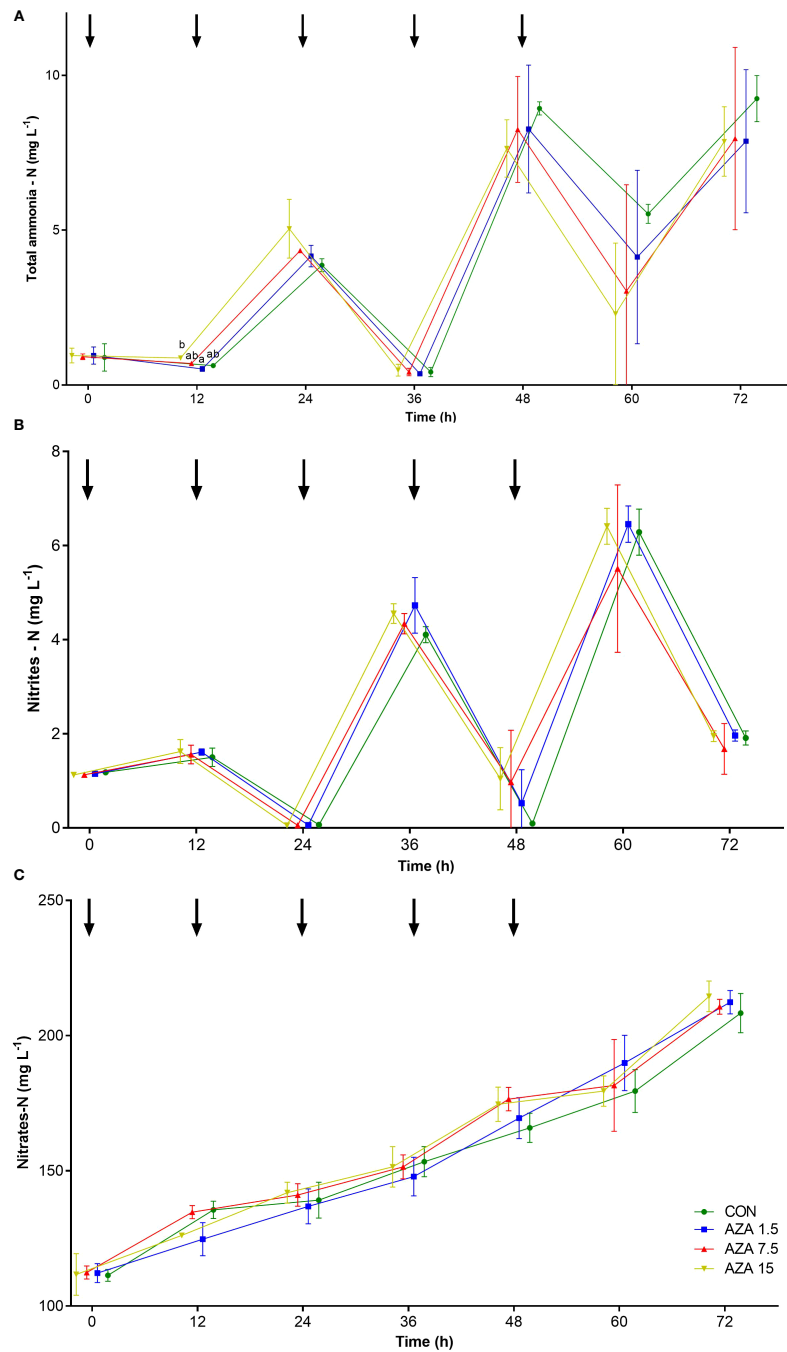 A
Total ammonia - N (mg L-1)
10
5
0
b
ab
a
ab
0 12 24 36 48 60 72
Time (h)
B
Nitrites - N (mg L-1)
8
6
4
2
0
0 12 24 36 48 60 72
Time (h)
C
Nitrates-N (mg L-1)
250
200
150
100
CON
AZA 1.5
AZA 7.5
AZA 15
0 12 24 36 48 60 72
Time (h)